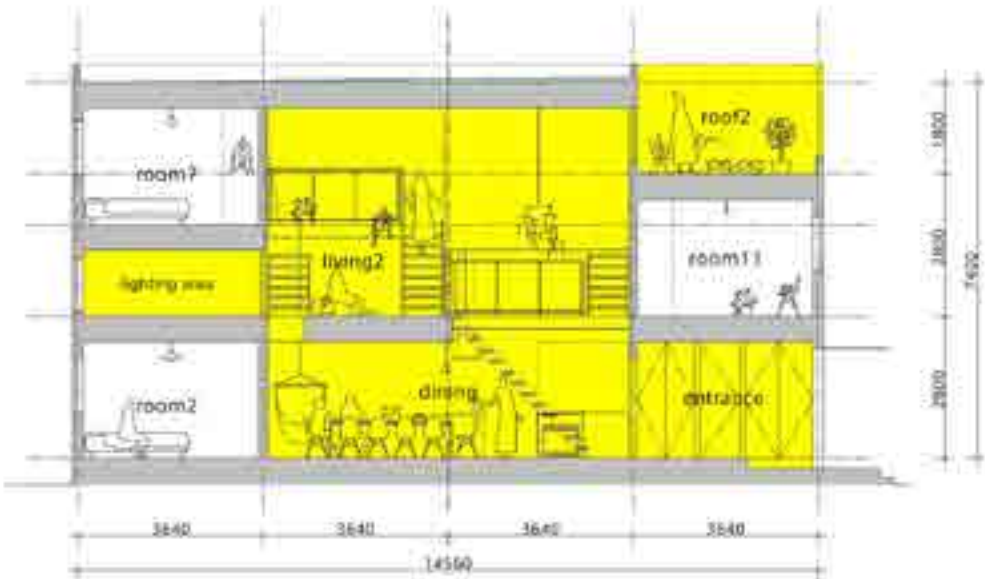 roof2
1800
room7
living2
room11
2800
7400
lighting area
dining
room2
entrance
2800
3640
3640
3640
3640
14560